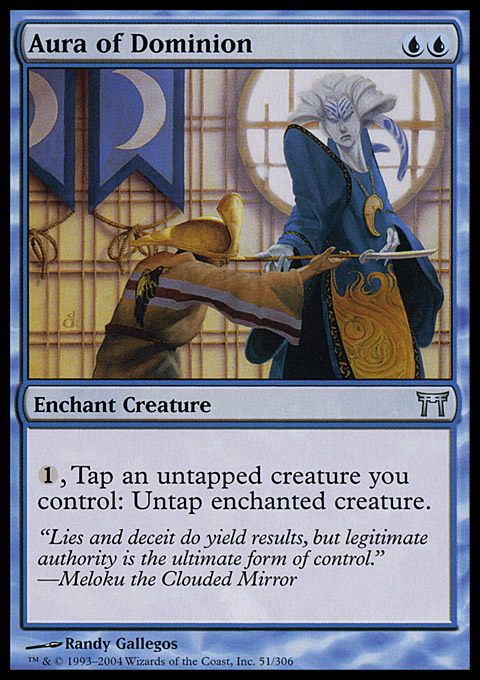 Aura of Dominion
Enchant Creature
1, Tap an untapped creature you
control: Untap enchanted creature.
“Lies and deceit do yield results, but legitimate
authority is the ultimate form of control.”
—Meloku the Clouded Mirror
Randy Gallegos
™ & © 1993–2004 Wizards of the Coast, Inc. 51/306